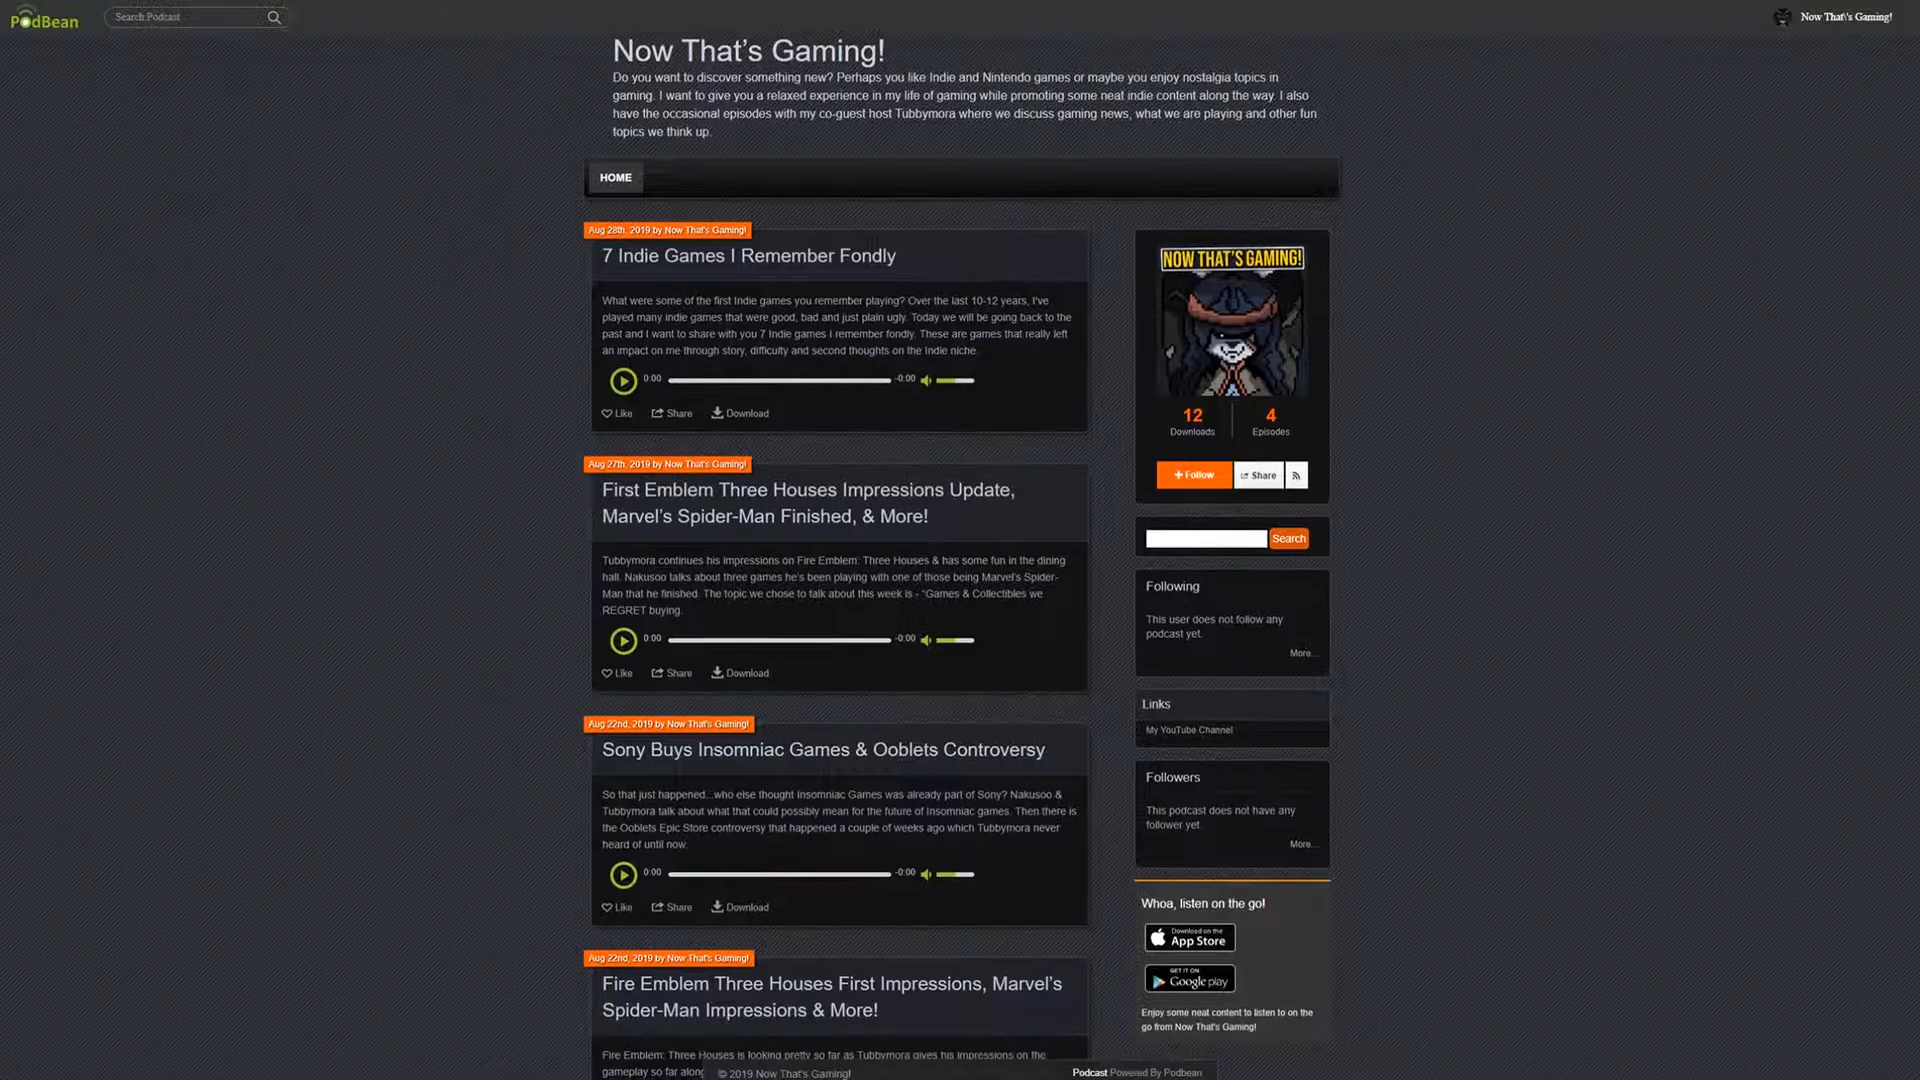 PodBean
Search Podcast
Now That\'s Gaming!
Now That's Gaming!
Do you want to discover something new? Perhaps you like Indie and Nintendo games or maybe you enjoy nostalgia topics in
gaming. I want to give you a relaxed experience in my life of gaming while promoting some neat indie content along the way. I also
have the occasional episodes with my co-guest host Tubbymora where we discuss gaming news, what we are playing and other fun
topics we think up.
HOME
Aug 28th, 2019 by Now That's Gaming!
7 Indie Games I Remember Fondly
What were some of the first Indie games you remember playing? Over the last 10-12 years, I've
played many indie games that were good, bad and just plain ugly. Today we will be going back to the
past and I want to share with you 7 Indie games I remember fondly. These are games that really left
an impact on me through story, difficulty and second thoughts on the Indie niche.
0:00 -0:00
Like Share Download
Aug 27th, 2019 by Now That's Gaming!
First Emblem Three Houses Impressions Update,
Marvel's Spider-Man Finished, & More!
Tubbymora continues his impressions on Fire Emblem: Three Houses & has some fun in the dining
hall. Nakusoo talks about three games he's been playing with one of those being Marvel's Spider-
Man that he finished. The topic we chose to talk about this week is - "Games & Collectibles we
REGRET buying.
0:00 -0:00
Like Share Download
Aug 22nd, 2019 by Now That's Gaming!
Sony Buys Insomniac Games & Ooblets Controversy
So that just happened...who else thought Insomniac Games was already part of Sony? Nakusoo &
Tubbymora talk about what that could possibly mean for the future of Insomniac games. Then there is
the Ooblets Epic Store controversy that happened a couple of weeks ago which Tubbymora never
heard of until now.
0:00 -0:00
Like Share Download
Aug 22nd, 2019 by Now That's Gaming!
Fire Emblem Three Houses First Impressions, Marvel's
Spider-Man Impressions & More!
Fire Emblem: Three Houses is looking pretty so far as Tubbymora gives his impressions on the
gameplay so far along
NOW THAT'S GAMING!
12 4
Downloads Episodes
+Follow Share
Search
Following
This user does not follow any
podcast yet.
More...
Links
My YouTube Channel
Followers
This podcast does not have any
follower yet.
More...
Whoa, listen on the go!
Download on the
App Store
GET IT ON
Google play
Enjoy some neat content to listen to on the
go from Now That's Gaming!
© 2019 Now That's Gaming! Podcast Powered By Podbean